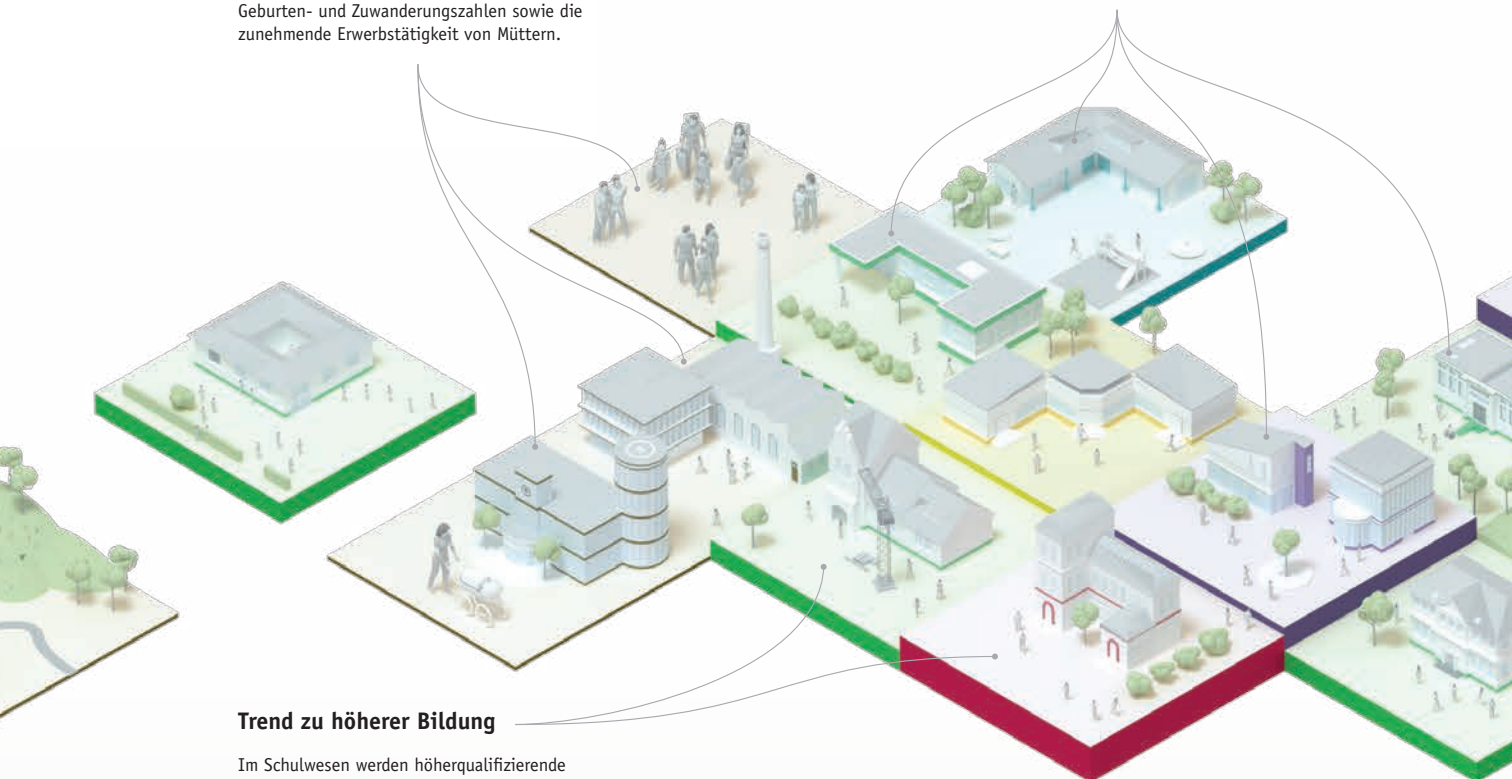 Geburten- und Zuwanderungszahlen sowie die
zunehmende Erwerbstätigkeit von Müttern.
Trend zu höherer Bildung
Im Schulwesen werden höherqualifizierende